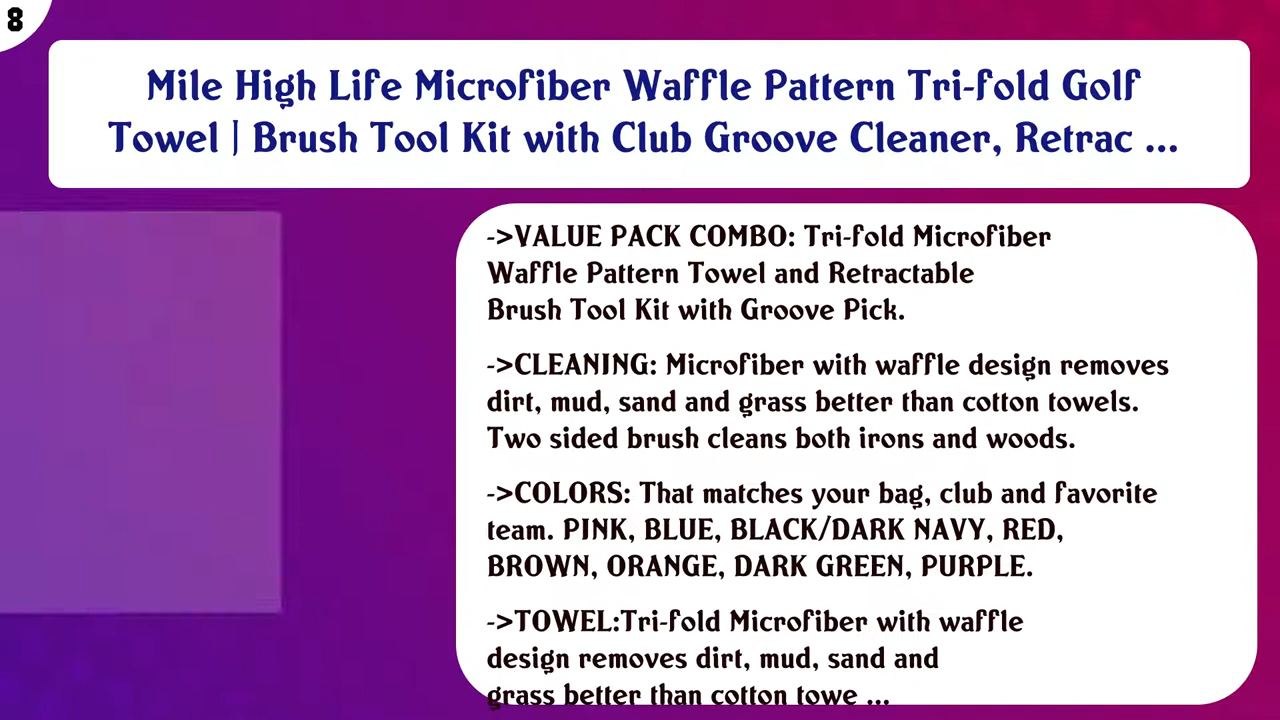 8
Mile High Life Microfiber Waffle Pattern Tri-fold Golf
Towel | Brush Tool Kit with Club Groove Cleaner, Retrac ...
->VALUE PACK COMBO: Tri-fold Microfiber
Waffle Pattern Towel and Retractable
Brush Tool Kit with Groove Pick.
->CLEANING: Microfiber with waffle design removes
dirt, mud, sand and grass better than cotton towels.
Two sided brush cleans both irons and woods.
->COLORS: That matches your bag, club and favorite
team. PINK, BLUE, BLACK/DARK NAVY, RED,
BROWN, ORANGE, DARK GREEN, PURPLE.
->TOWEL:Tri-fold Microfiber with waffle
design removes dirt, mud, sand and
grass better than cotton towe ...